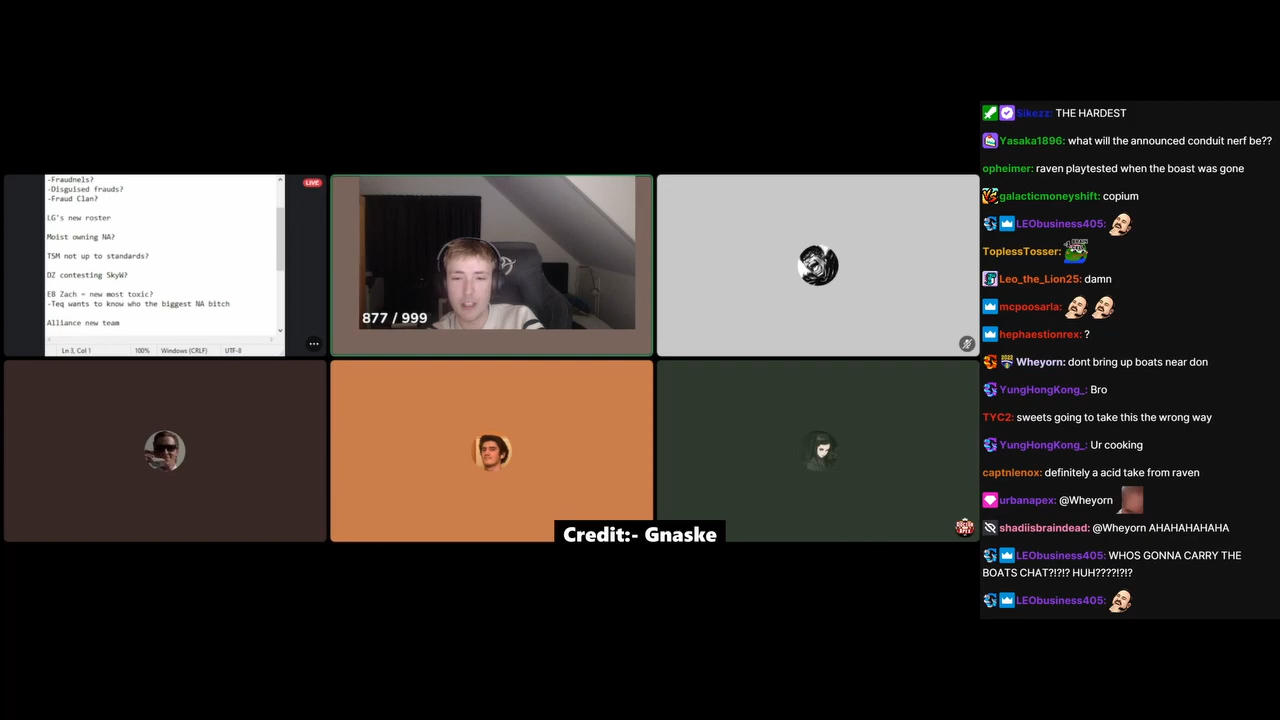 -Fraudnels?
-Disguised frauds?
-Fraud Clan?
LG's new roster
Moist owning NA?
TSM not up to standards?
DZ contesting SkyW?
EB Zach = new most toxic?
-Teq wants to know who the biggest NA bitch
Alliance new team
Ln 3, Col 1 100% Windows (CRLF) UTF-8
LIVE
877 / 999
Credit:- Gnaske
Sikezz: THE HARDEST
Yasaka1896: what will the announced conduit nerf be??
opheimer: raven playtested when the boast was gone
galacticmoneyshift: copium
LEObusiness405:
ToplessTosser:
Leo_the_Lion25: damn
mcpoosarla:
hephaestionrex: ?
Wheyorn: dont bring up boats near don
YungHongKong_: Bro
TYC2: sweets going to take this the wrong way
YungHongKong_: Ur cooking
captnlenox: definitely a acid take from raven
urbanapex: @Wheyorn
shadiisbraindead: @Wheyorn AHAHAHAHAHA
LEObusiness405: WHOS GONNA CARRY THE
BOATS CHAT?!?!? HUH????!?!?
LEObusiness405: